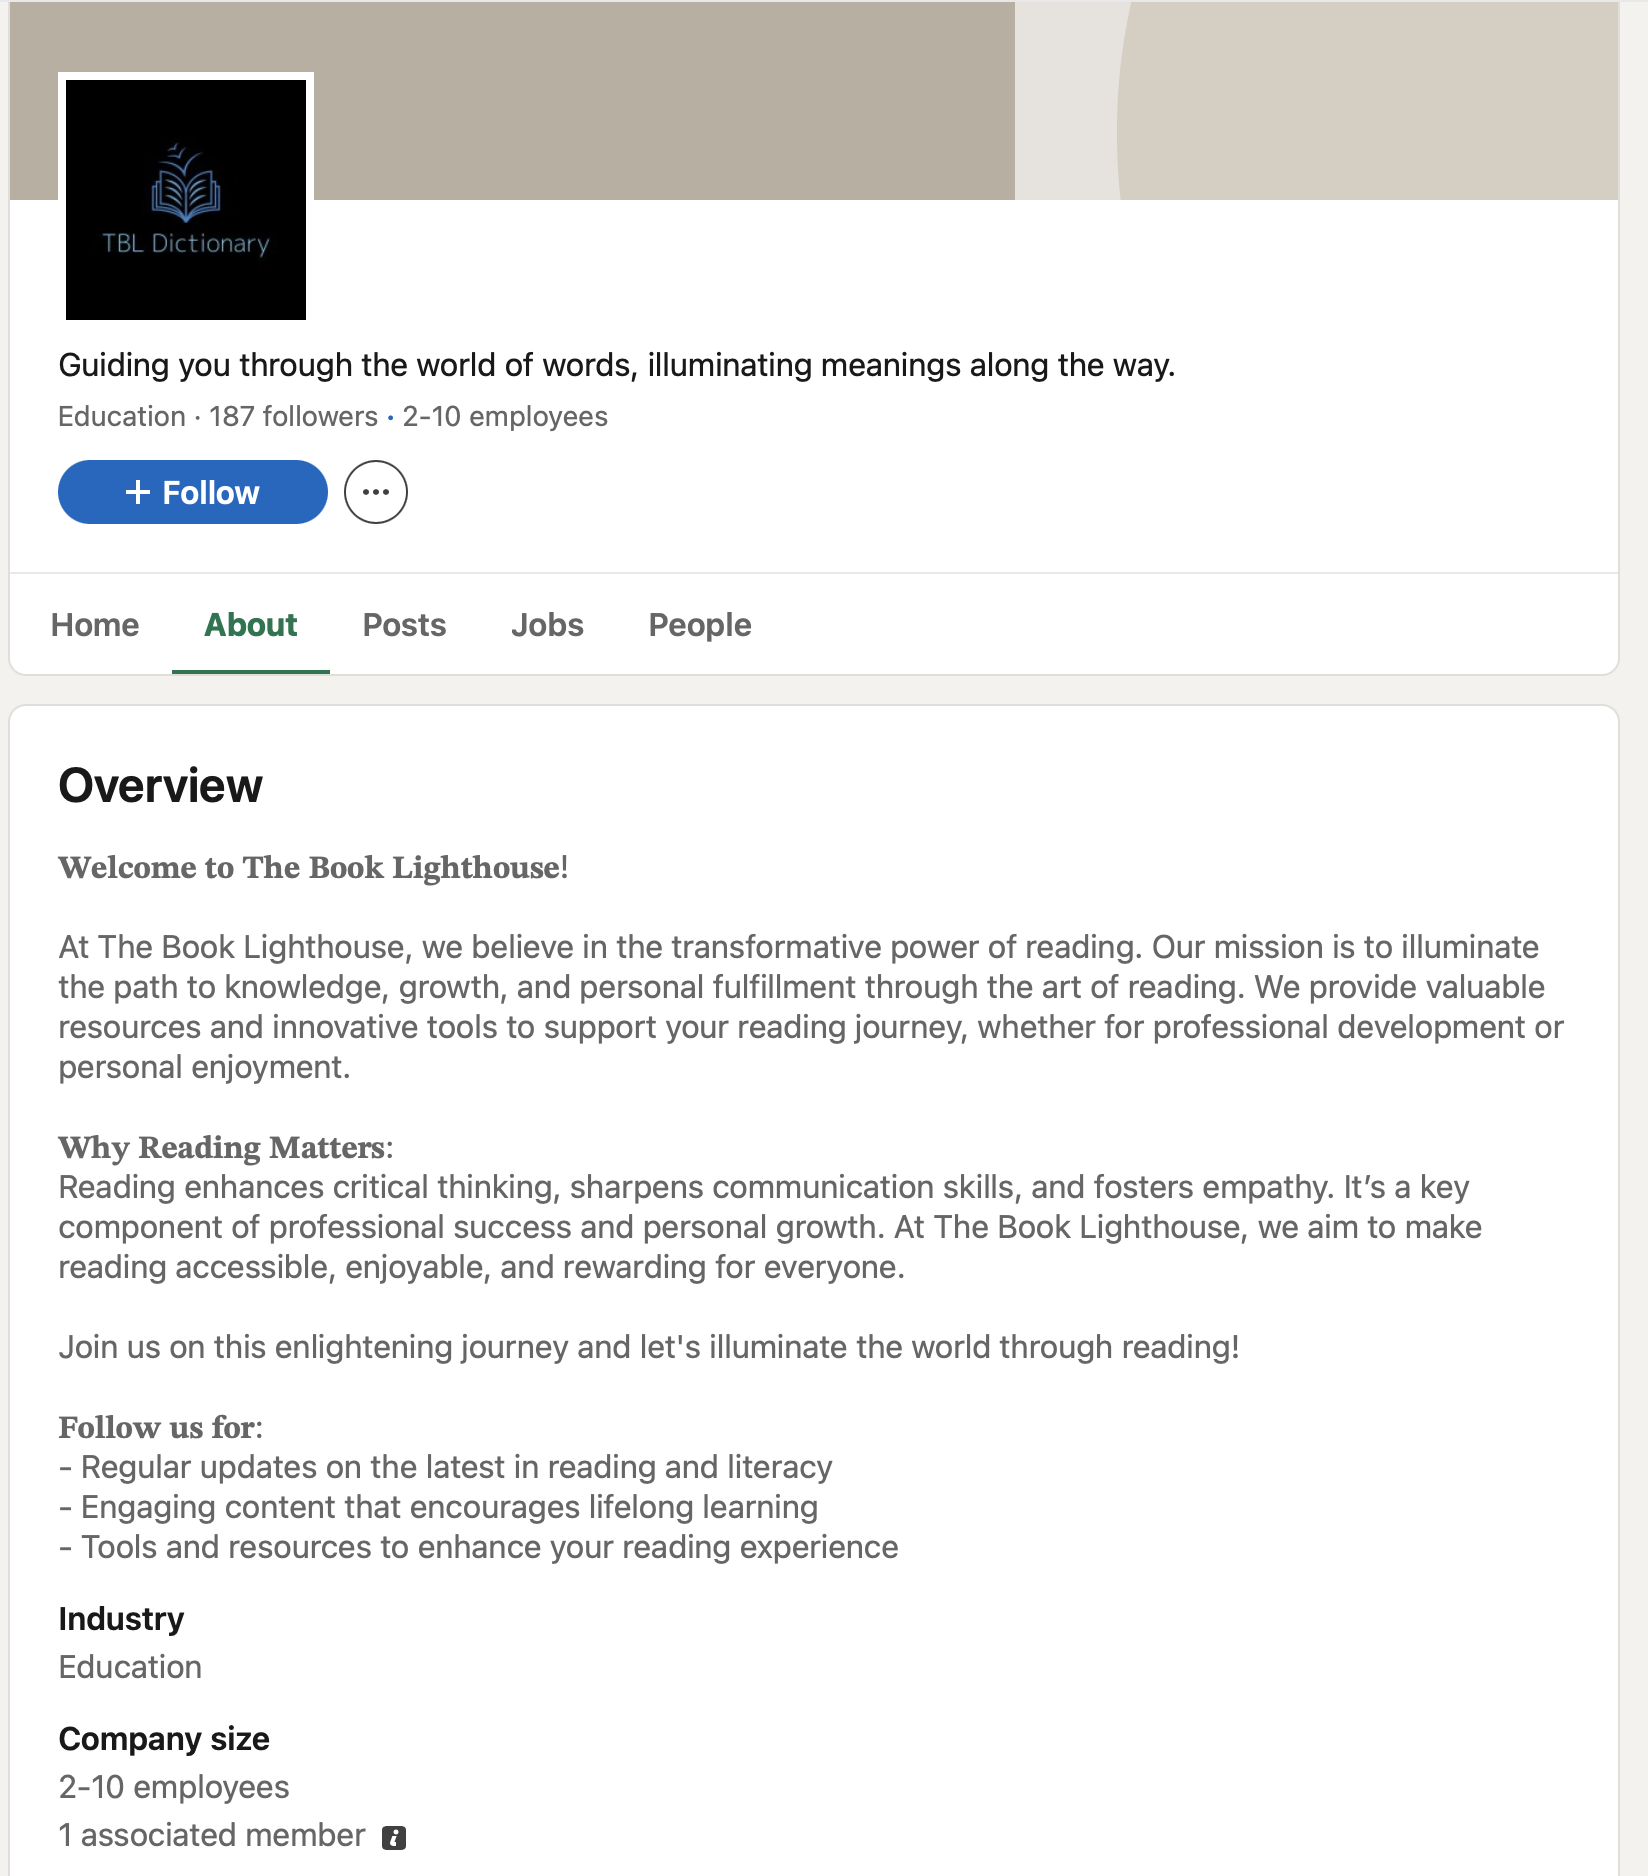 TBL Dictionary
Guiding you through the world of words, illuminating meanings along the way.
Education · 187 followers · 2-10 employees
+ Follow
Home About Posts Jobs People
Overview
Welcome to The Book Lighthouse!
At The Book Lighthouse, we believe in the transformative power of reading. Our mission is to illuminate
the path to knowledge, growth, and personal fulfillment through the art of reading. We provide valuable
resources and innovative tools to support your reading journey, whether for professional development or
personal enjoyment.
Why Reading Matters:
Reading enhances critical thinking, sharpens communication skills, and fosters empathy. It’s a key
component of professional success and personal growth. At The Book Lighthouse, we aim to make
reading accessible, enjoyable, and rewarding for everyone.
Join us on this enlightening journey and let's illuminate the world through reading!
Follow us for:
- Regular updates on the latest in reading and literacy
- Engaging content that encourages lifelong learning
- Tools and resources to enhance your reading experience
Industry
Education
Company size
2-10 employees
1 associated member